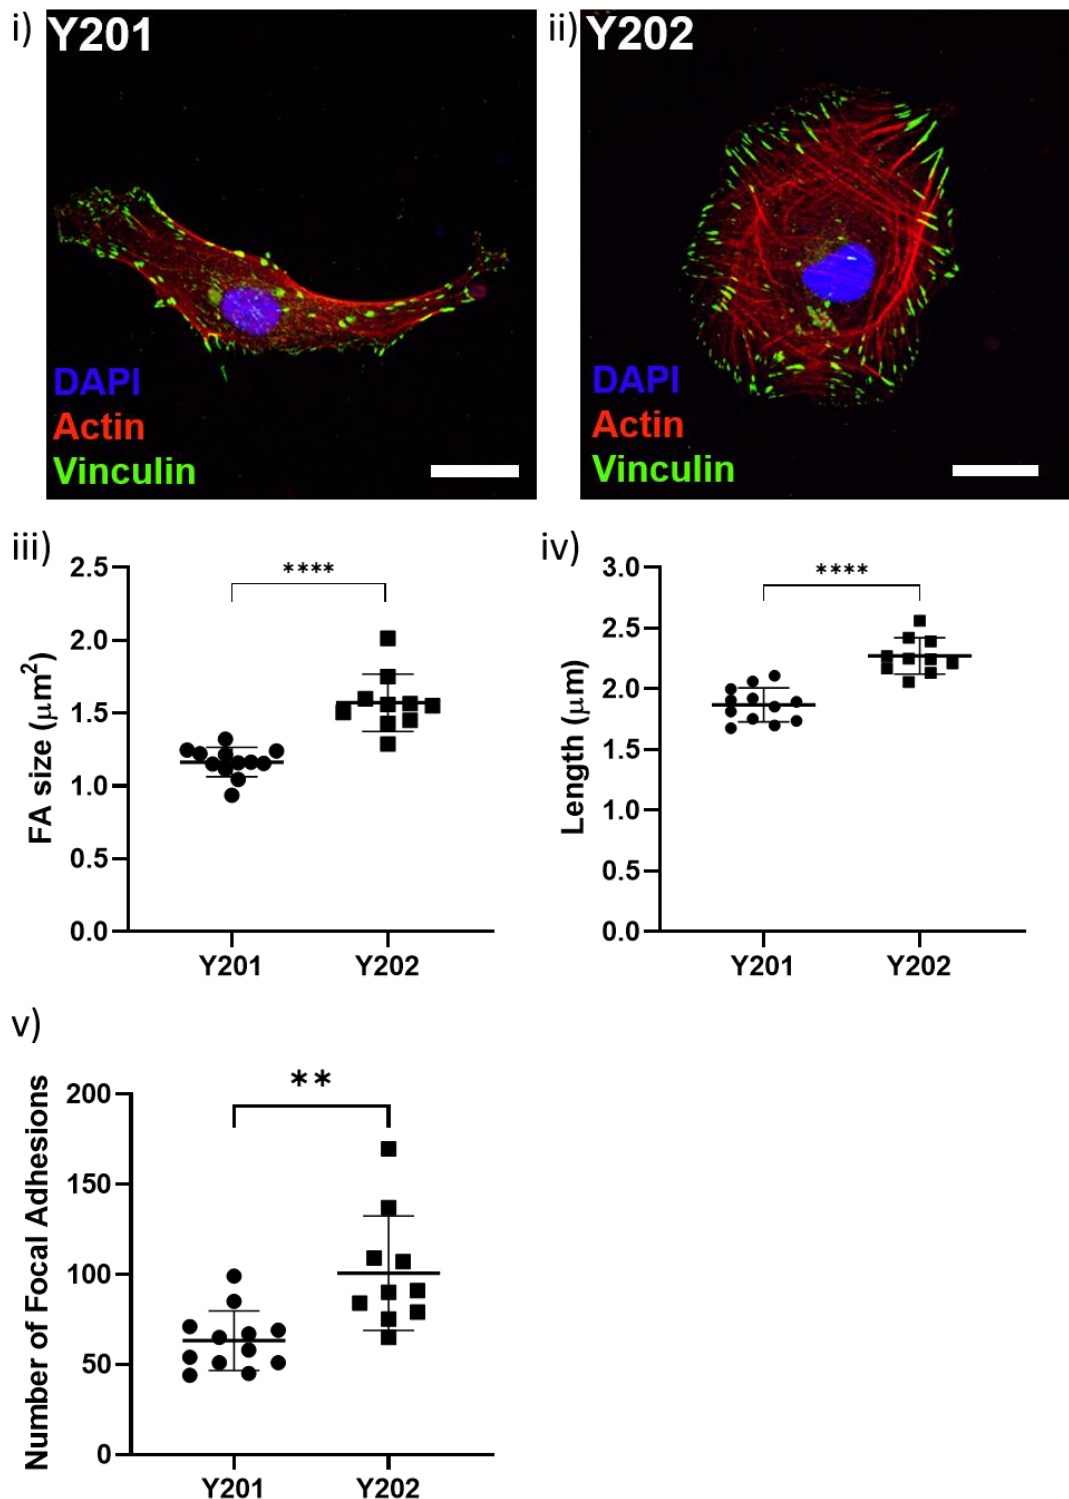 i)
Y201
DAPI
Actin
Vinculin
ii)
Y202
DAPI
Actin
Vinculin
iii)
FA size (μm²)
2.5
2.0
1.5
1.0
0.5
0.0
****
Y201
Y202
iv)
Length (μm)
3.0
2.5
2.0
1.5
1.0
0.5
0.0
****
Y201
Y202
v)
Number of Focal Adhesions
200
150
100
50
0
**
Y201
Y202